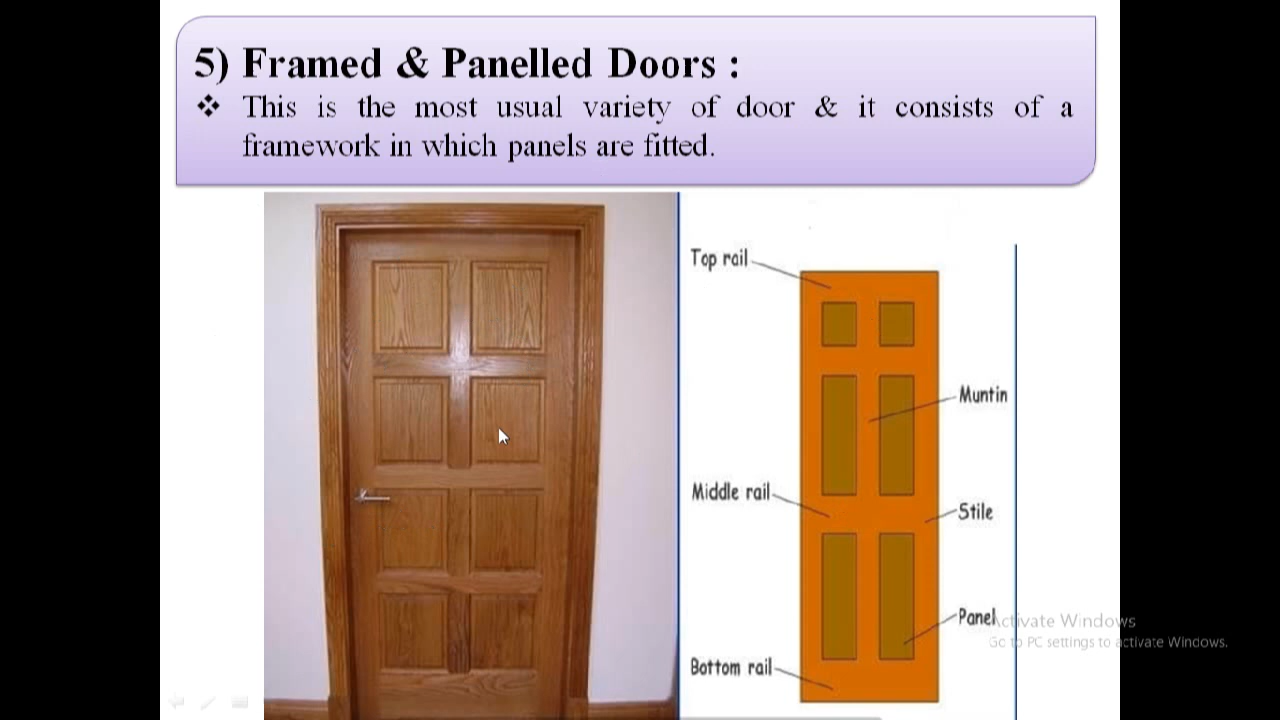 5) Framed & Panelled Doors :
❖ This is the most usual variety of door & it consists of a
framework in which panels are fitted.
Top rail
Muntin
Middle rail
Stile
Panel
Bottom rail
Activate Windows
Go to PC settings to activate Windows.